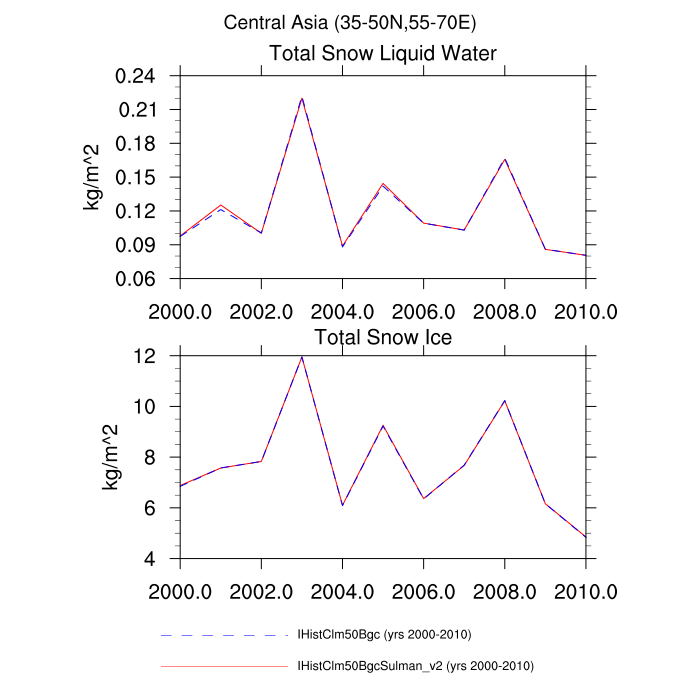 Central Asia (35-50N,55-70E)
Total Snow Liquid Water
0.24
0.21
0.18
0.15
0.12
0.09
0.06
kg/m^2
2000.0 2002.0 2004.0 2006.0 2008.0 2010.0
Total Snow Ice
12
10
8
6
4
kg/m^2
2000.0 2002.0 2004.0 2006.0 2008.0 2010.0
IHistClm50Bgc (yrs 2000-2010)
IHistClm50BgcSulman_v2 (yrs 2000-2010)